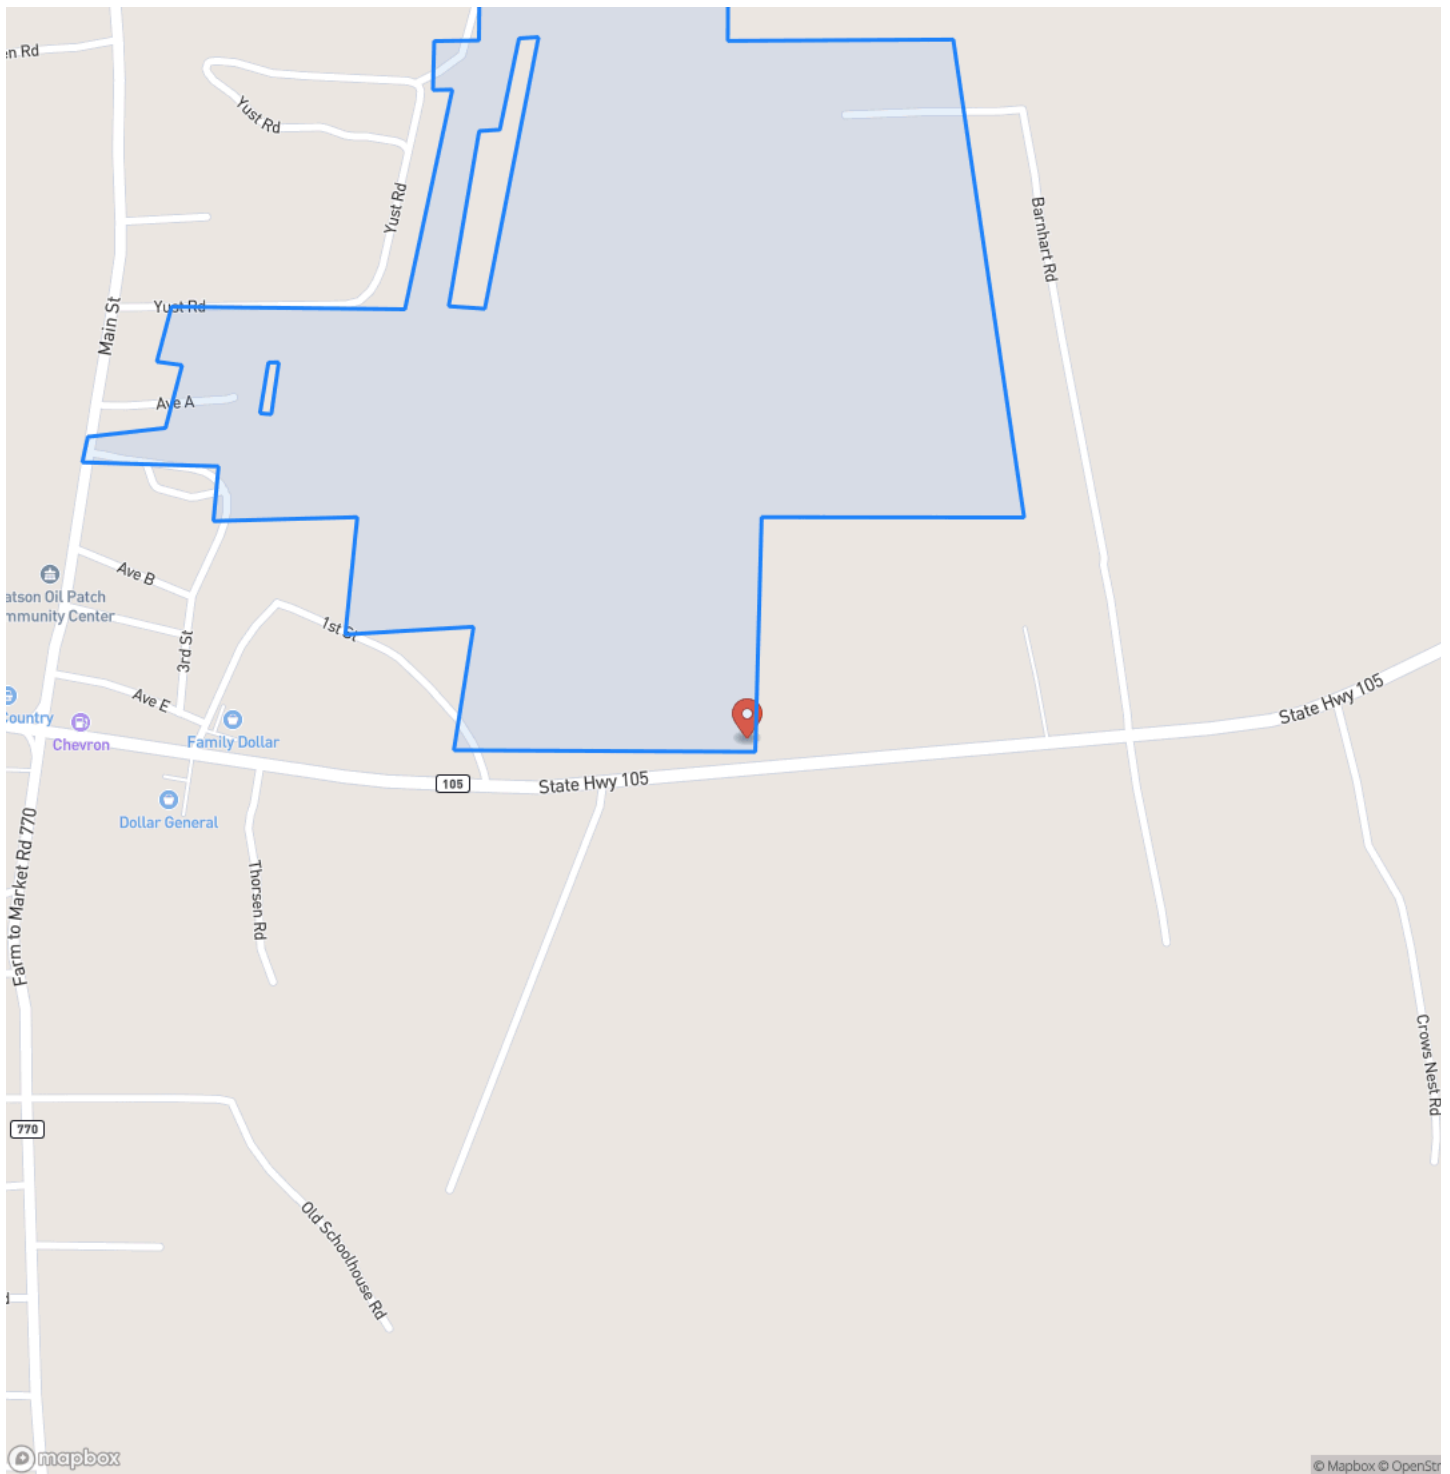 en Rd
Yust Rd
Yust Rd
Barnhart Rd
Main St
Yust Rd
Ave A
Ave B
atson Oil Patch
mmunity Center
1st St
3rd St
Ave E
Country
Chevron
Family Dollar
State Hwy 105
105
State Hwy 105
Dollar General
Farm to Market Rd 770
Thorsen Rd
Crows Nest Rd
770
Old Schoolhouse Rd
d
mapbox
© Mapbox © OpenStr